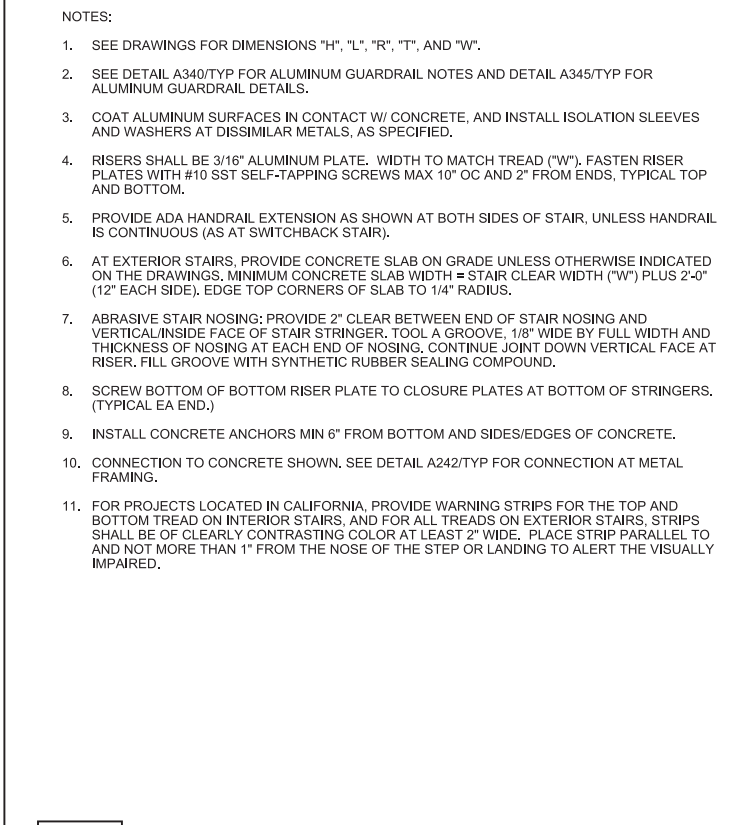 NOTES:
1. SEE DRAWINGS FOR DIMENSIONS "H", "L", "R", "T", AND "W".
2. SEE DETAIL A340/TYP FOR ALUMINUM GUARDRAIL NOTES AND DETAIL A345/TYP FOR
ALUMINUM GUARDRAIL DETAILS.
3. COAT ALUMINUM SURFACES IN CONTACT W/ CONCRETE, AND INSTALL ISOLATION SLEEVES
AND WASHERS AT DISSIMILAR METALS, AS SPECIFIED.
4. RISERS SHALL BE 3/16" ALUMINUM PLATE. WIDTH TO MATCH TREAD ("W"). FASTEN RISER
PLATES WITH #10 SST SELF-TAPPING SCREWS MAX 10" OC AND 2" FROM ENDS, TYPICAL TOP
AND BOTTOM.
5. PROVIDE ADA HANDRAIL EXTENSION AS SHOWN AT BOTH SIDES OF STAIR, UNLESS HANDRAIL
IS CONTINUOUS (AS AT SWITCHBACK STAIR).
6. AT EXTERIOR STAIRS, PROVIDE CONCRETE SLAB ON GRADE UNLESS OTHERWISE INDICATED
ON THE DRAWINGS. MINIMUM CONCRETE SLAB WIDTH = STAIR CLEAR WIDTH ("W") PLUS 2'-0"
(12" EACH SIDE). EDGE TOP CORNERS OF SLAB TO 1/4" RADIUS.
7. ABRASIVE STAIR NOSING: PROVIDE 2" CLEAR BETWEEN END OF STAIR NOSING AND
VERTICAL/INSIDE FACE OF STAIR STRINGER. TOOL A GROOVE, 1/8" WIDE BY FULL WIDTH AND
THICKNESS OF NOSING AT EACH END OF NOSING. CONTINUE JOINT DOWN VERTICAL FACE AT
RISER. FILL GROOVE WITH SYNTHETIC RUBBER SEALING COMPOUND.
8. SCREW BOTTOM OF BOTTOM RISER PLATE TO CLOSURE PLATES AT BOTTOM OF STRINGERS.
(TYPICAL EA END.)
9. INSTALL CONCRETE ANCHORS MIN 6" FROM BOTTOM AND SIDES/EDGES OF CONCRETE.
10. CONNECTION TO CONCRETE SHOWN. SEE DETAIL A242/TYP FOR CONNECTION AT METAL
FRAMING.
11. FOR PROJECTS LOCATED IN CALIFORNIA, PROVIDE WARNING STRIPS FOR THE TOP AND
BOTTOM TREAD ON INTERIOR STAIRS, AND FOR ALL TREADS ON EXTERIOR STAIRS, STRIPS
SHALL BE OF CLEARLY CONTRASTING COLOR AT LEAST 2" WIDE. PLACE STRIP PARALLEL TO
AND NOT MORE THAN 1" FROM THE NOSE OF THE STEP OR LANDING TO ALERT THE VISUALLY
IMPAIRED.